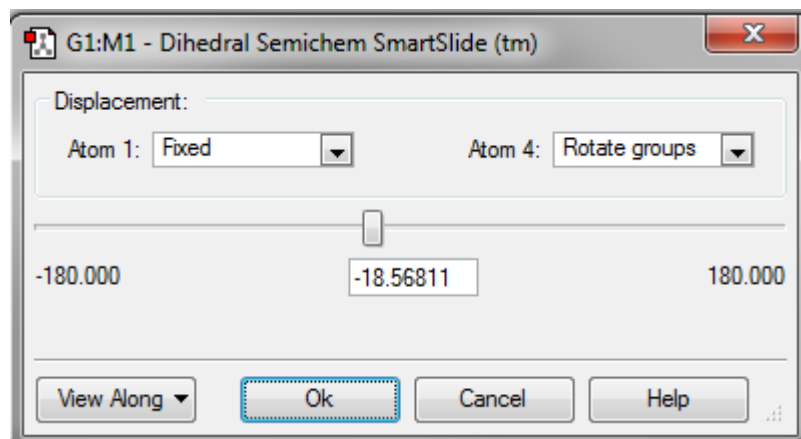 G1:M1 - Dihedral Semichem SmartSlide (tm)
Displacement:
Atom 1: Fixed Atom 4: Rotate groups
-180.000 -18.56811 180.000
View Along Ok Cancel Help